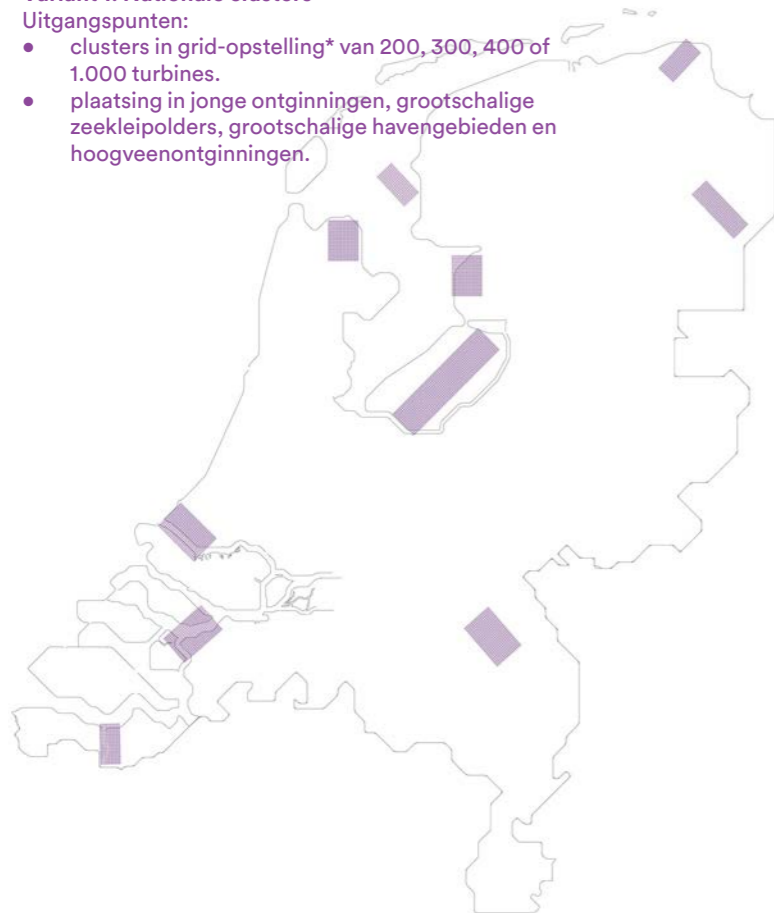 Uitgangspunten:
● clusters in grid-opstelling* van 200, 300, 400 of
1.000 turbines.
● plaatsing in jonge ontginningen, grootschalige
zeekleipolders, grootschalige havengebieden en
hoogveenontginningen.